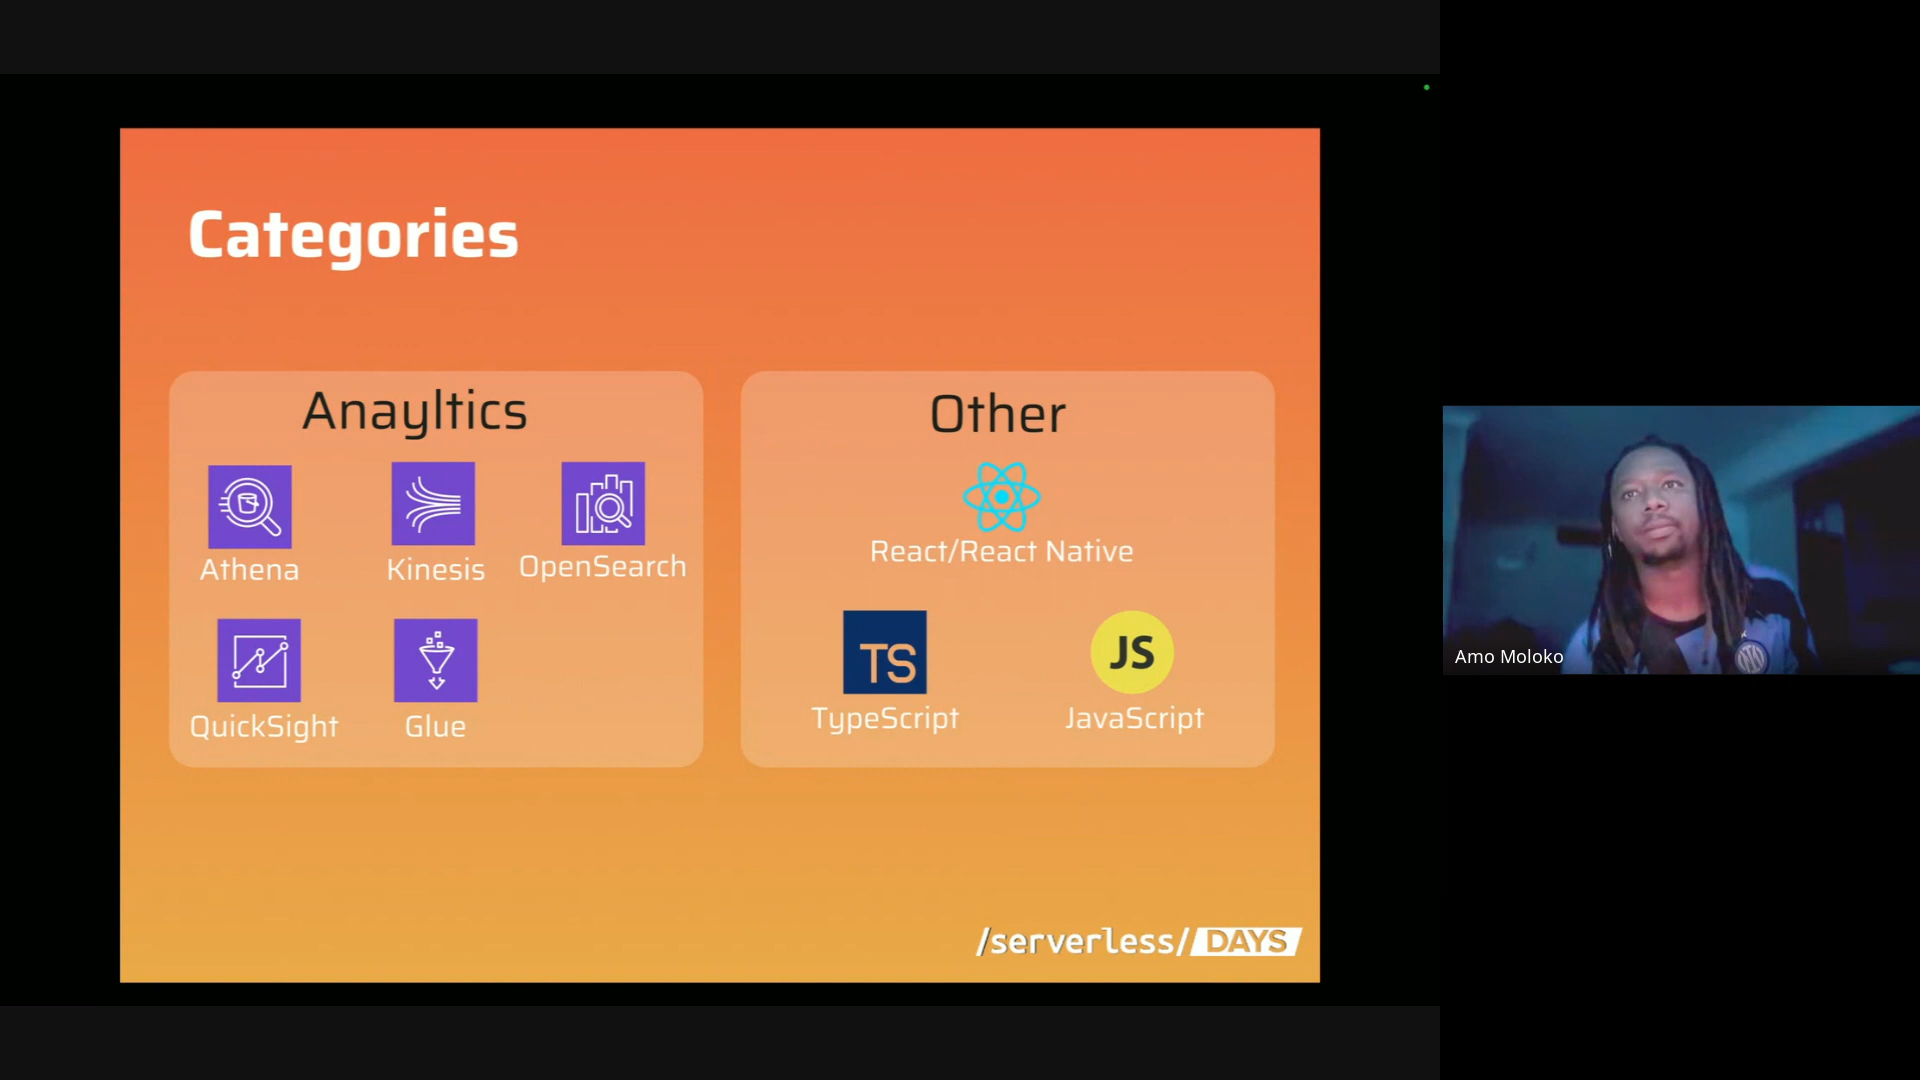 Categories
Anayltics
Athena
Kinesis
OpenSearch
QuickSight
Glue
Other
React/React Native
TS
JS
TypeScript
JavaScript
/serverless/DAYS
Amo Moloko